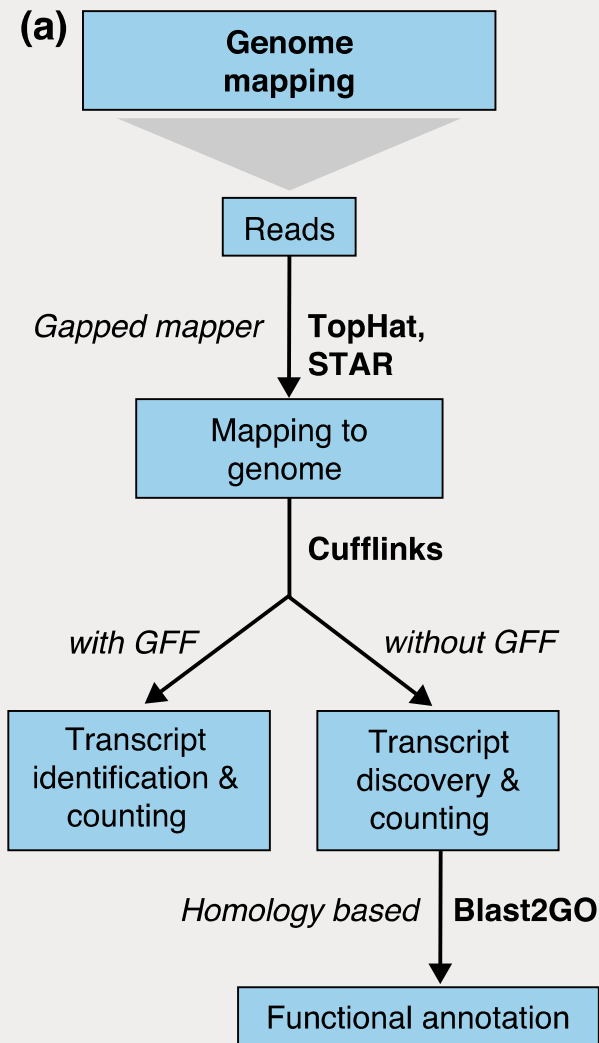 (a)
Genome
mapping
Reads
Gapped mapper
TopHat,
STAR
Mapping to
genome
Cufflinks
with GFF
without GFF
Transcript
identification &
counting
Transcript
discovery &
counting
Homology based
Blast2GO
Functional annotation